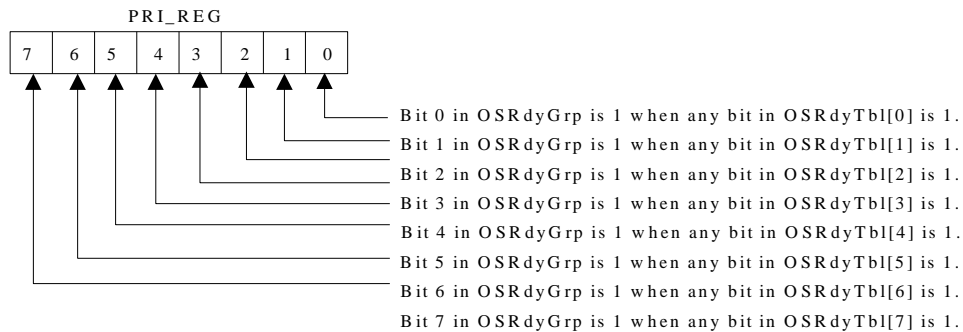 PRI_REG
7 6 5 4 3 2 1 0
Bit 0 in OSRdyGrp is 1 when any bit in OSRdyTbl[0] is 1.
Bit 1 in OSRdyGrp is 1 when any bit in OSRdyTbl[1] is 1.
Bit 2 in OSRdyGrp is 1 when any bit in OSRdyTbl[2] is 1.
Bit 3 in OSRdyGrp is 1 when any bit in OSRdyTbl[3] is 1.
Bit 4 in OSRdyGrp is 1 when any bit in OSRdyTbl[4] is 1.
Bit 5 in OSRdyGrp is 1 when any bit in OSRdyTbl[5] is 1.
Bit 6 in OSRdyGrp is 1 when any bit in OSRdyTbl[6] is 1.
Bit 7 in OSRdyGrp is 1 when any bit in OSRdyTbl[7] is 1.